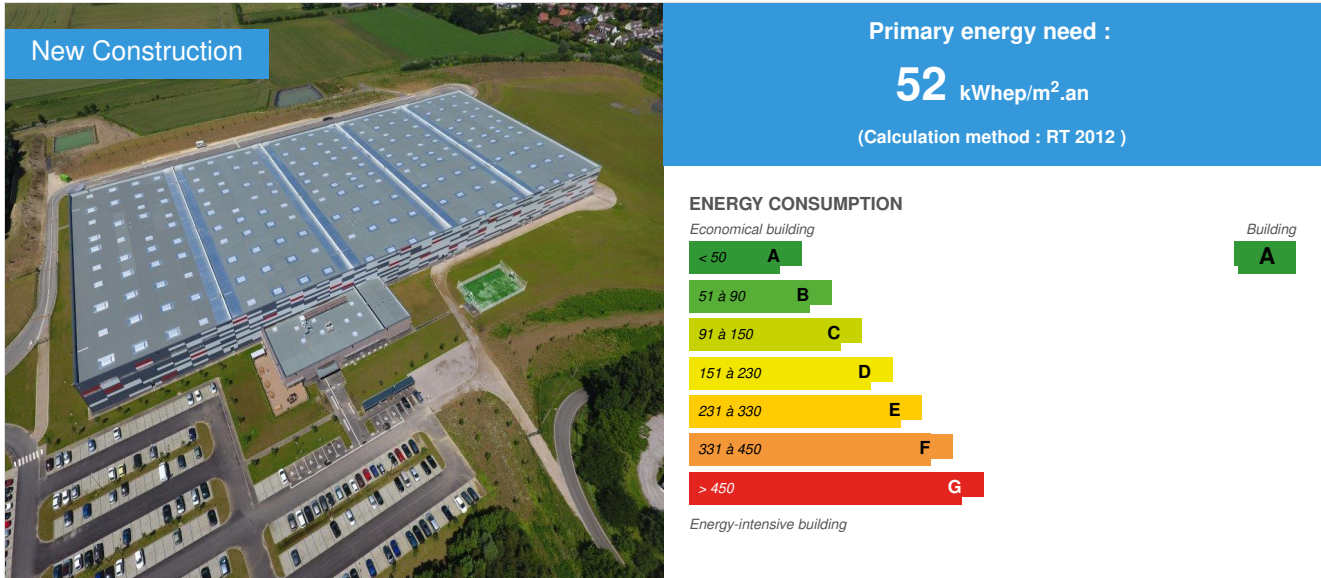 New Construction
Primary energy need :
52 kWhep/m².an
(Calculation method : RT 2012 )
ENERGY CONSUMPTION
Economical building
Building
< 50 A
A
51 à 90 B
91 à 150 C
151 à 230 D
231 à 330 E
331 à 450 F
> 450 G
Energy-intensive building